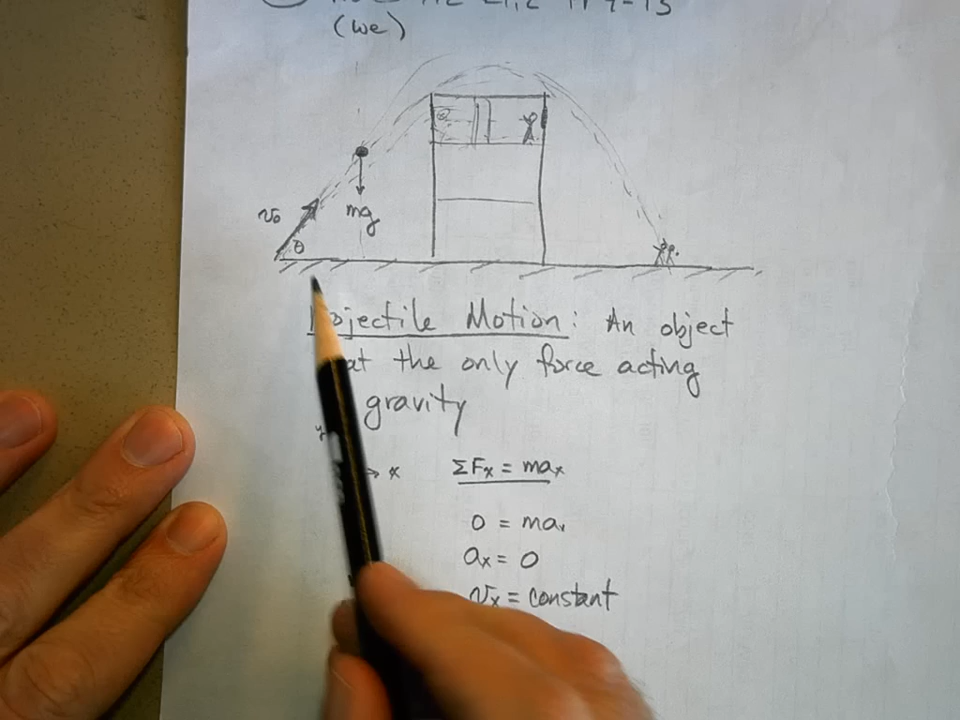 (we)
v₀
θ
mg
Projectile Motion: An object
at the only force acting
gravity
y
x ΣFx = max
0 = max
ax = 0
vx = constant